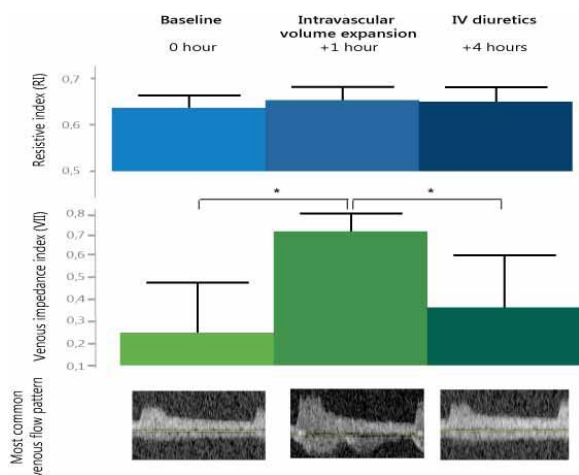 Baseline
0 hour
Intravascular
volume expansion
+1 hour
IV diuretics
+4 hours
Resistive index (RI)
0,7
0,6
0,5
* *
Venous impedance index (VII)
0,8
0,7
0,6
0,5
0,4
0,3
0,2
0,1
Most common
venous flow pattern